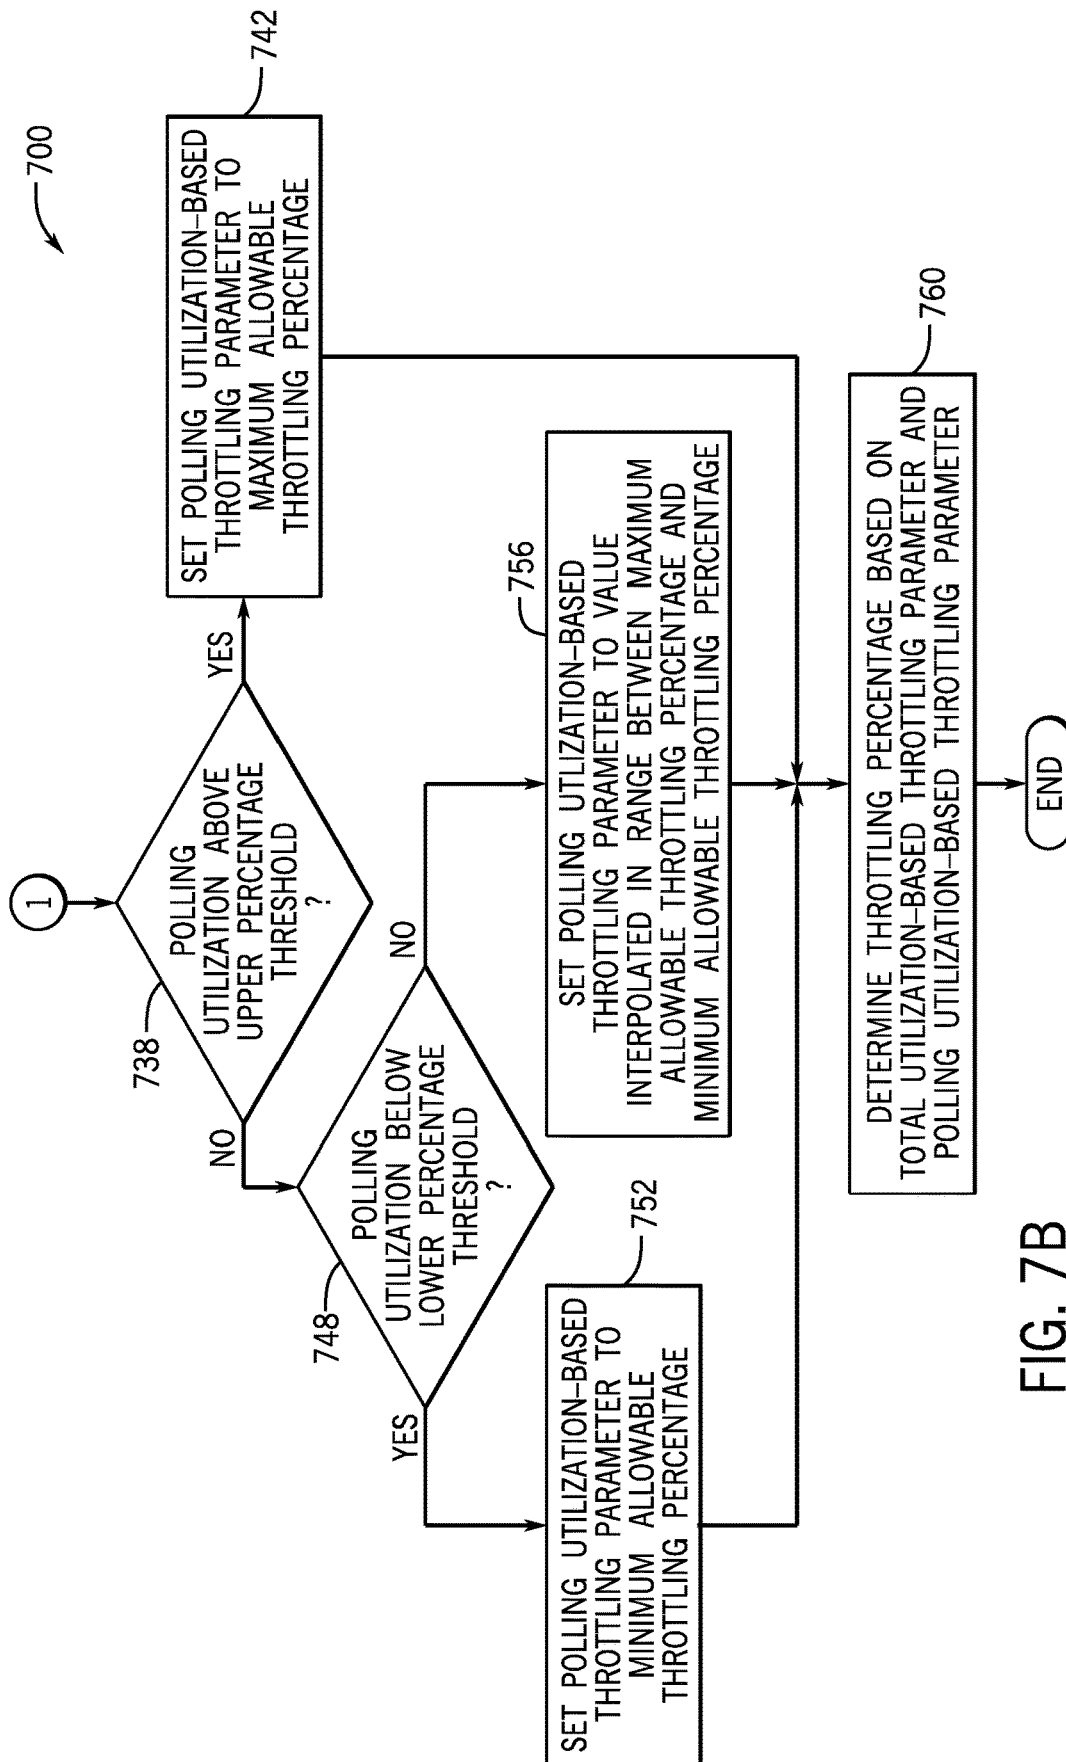 700
1
738
POLLING
UTILIZATION ABOVE
UPPER PERCENTAGE
THRESHOLD
?
YES
NO
742
SET POLLING UTILIZATION-BASED
THROTTLING PARAMETER TO
MAXIMUM ALLOWABLE
THROTTLING PERCENTAGE
748
POLLING
UTILIZATION BELOW
LOWER PERCENTAGE
THRESHOLD
?
YES
NO
752
SET POLLING UTILIZATION-BASED
THROTTLING PARAMETER TO
MINIMUM ALLOWABLE
THROTTLING PERCENTAGE
756
SET POLLING UTLIZATION-BASED
THROTTLING PARAMETER TO VALUE
INTERPOLATED IN RANGE BETWEEN MAXIMUM
ALLOWABLE THROTTLING PERCENTAGE AND
MINIMUM ALLOWABLE THROTTLING PERCENTAGE
760
DETERMINE THROTTLING PERCENTAGE BASED ON
TOTAL UTILIZATION-BASED THROTTLING PARAMETER AND
POLLING UTILIZATION-BASED THROTTLING PARAMETER
END
FIG. 7B